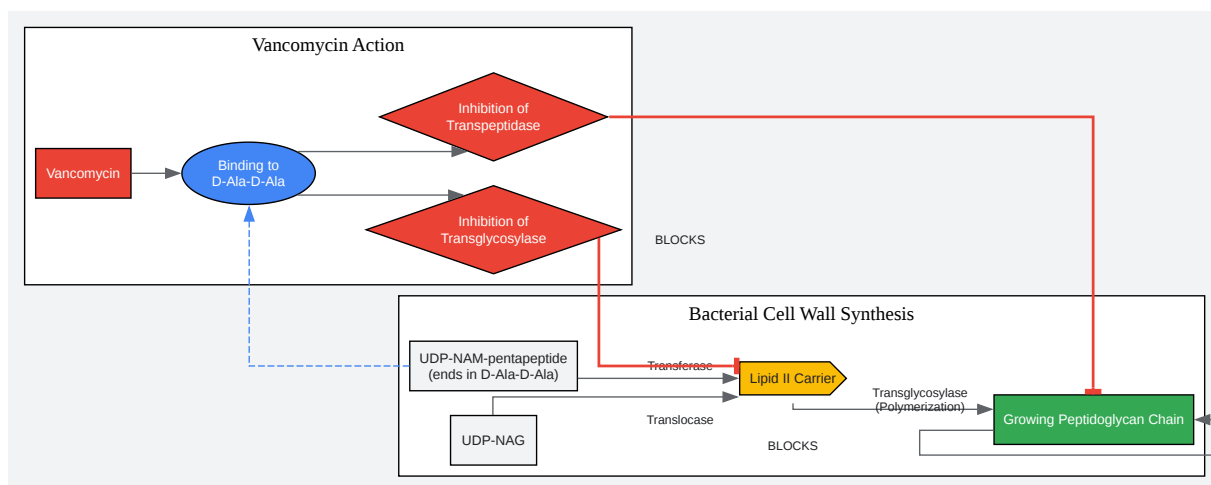 Vancomycin Action
Inhibition of
Transpeptidase
Vancomycin
Binding to
D-Ala-D-Ala
Inhibition of
Transglycosylase
BLOCKS
Bacterial Cell Wall Synthesis
UDP-NAM-pentapeptide
(ends in D-Ala-D-Ala)
Transferase
Lipid II Carrier
Transglycosylase
(Polymerization)
Translocase
Growing Peptidoglycan Chain
UDP-NAG
BLOCKS